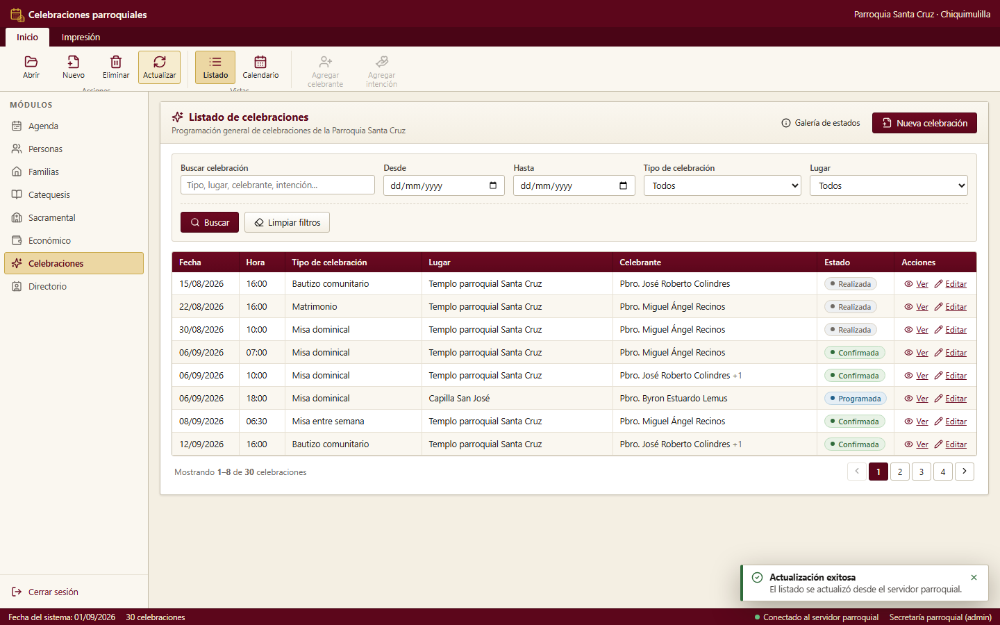 Celebraciones parroquiales
Parroquia Santa Cruz · Chiquimulilla
Inicio Impresión
Abrir Nuevo Eliminar Actualizar Listado Calendario Agregar celebrante Agregar intención
Acciones Vistas
MÓDULOS
Agenda
Personas
Familias
Catequesis
Sacramental
Económico
Celebraciones
Directorio
Cerrar sesión
Listado de celebraciones
Programación general de celebraciones de la Parroquia Santa Cruz
Galería de estados
Nueva celebración
Buscar celebración Desde Hasta Tipo de celebración Lugar
Tipo, lugar, celebrante, intención... dd/mm/yyyy dd/mm/yyyy Todos Todos
Buscar Limpiar filtros
Fecha Hora Tipo de celebración Lugar Celebrante Estado Acciones
15/08/2026 16:00 Bautizo comunitario Templo parroquial Santa Cruz Pbro. José Roberto Colindres Realizada Ver Editar
22/08/2026 16:00 Matrimonio Templo parroquial Santa Cruz Pbro. Miguel Ángel Recinos Realizada Ver Editar
30/08/2026 10:00 Misa dominical Templo parroquial Santa Cruz Pbro. Miguel Ángel Recinos Realizada Ver Editar
06/09/2026 07:00 Misa dominical Templo parroquial Santa Cruz Pbro. Miguel Ángel Recinos Confirmada Ver Editar
06/09/2026 10:00 Misa dominical Templo parroquial Santa Cruz Pbro. José Roberto Colindres +1 Confirmada Ver Editar
06/09/2026 18:00 Misa dominical Capilla San José Pbro. Byron Estuardo Lemus Programada Ver Editar
08/09/2026 06:30 Misa entre semana Templo parroquial Santa Cruz Pbro. Miguel Ángel Recinos Confirmada Ver Editar
12/09/2026 16:00 Bautizo comunitario Templo parroquial Santa Cruz Pbro. José Roberto Colindres +1 Confirmada Ver Editar
Mostrando 1–8 de 30 celebraciones
1 2 3 4
Actualización exitosa
El listado se actualizó desde el servidor parroquial.
Fecha del sistema: 01/09/2026 30 celebraciones
Conectado al servidor parroquial Secretaría parroquial (admin)